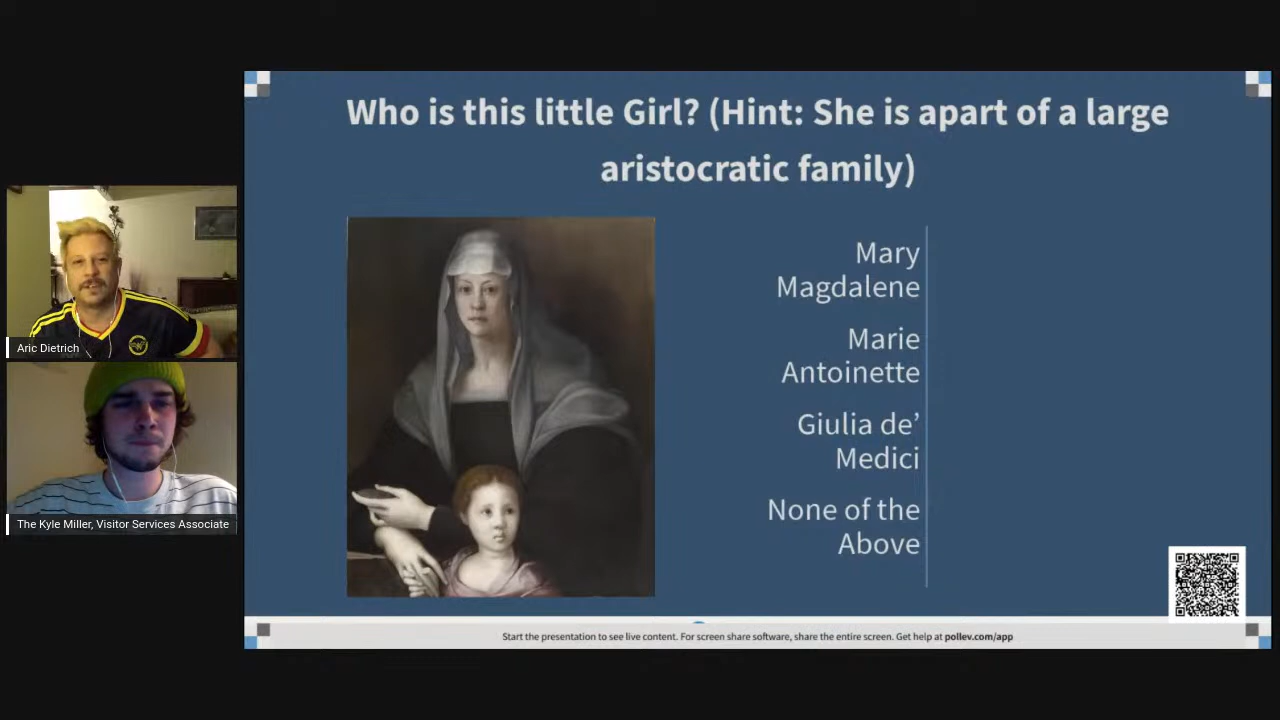 Who is this little Girl? (Hint: She is apart of a large
aristocratic family)
Mary
Magdalene
Marie
Antoinette
Giulia de’
Medici
None of the
Above
Aric Dietrich
The Kyle Miller, Visitor Services Associate
Start the presentation to see live content. For screen share software, share the entire screen. Get help at pollev.com/app